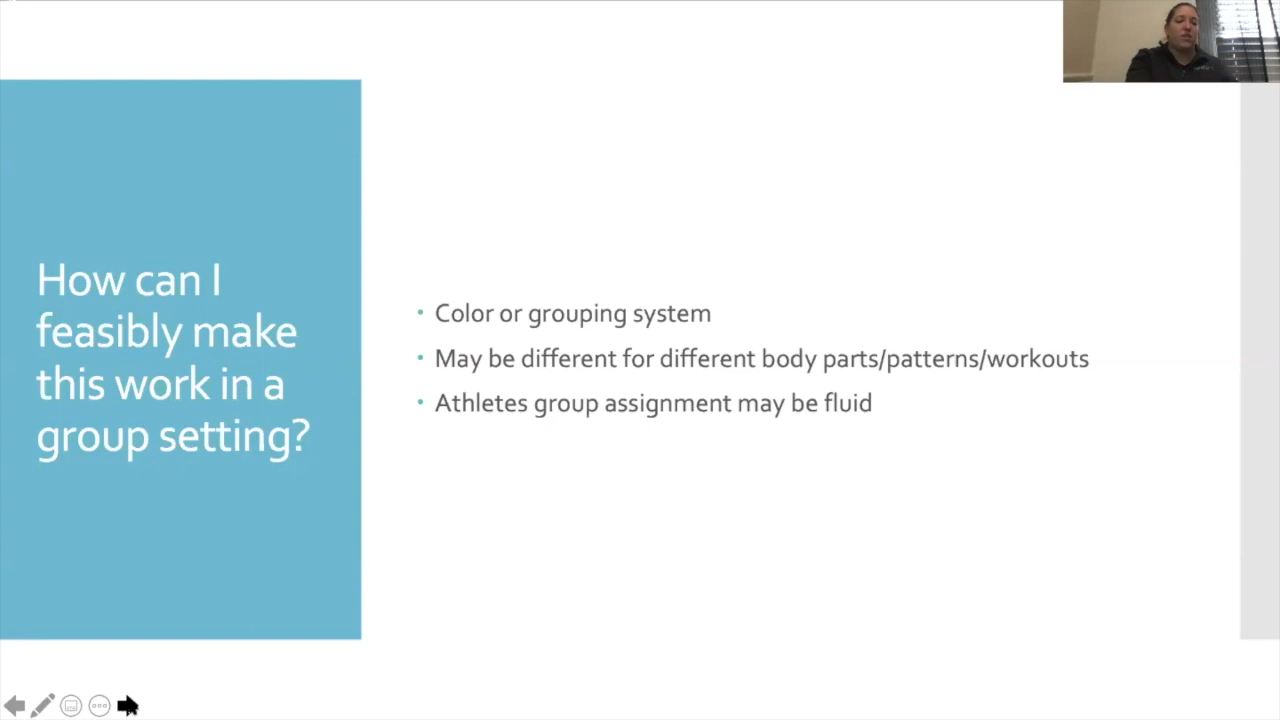 How can I
feasibly make
this work in a
group setting?
• Color or grouping system
• May be different for different body parts/patterns/workouts
• Athletes group assignment may be fluid